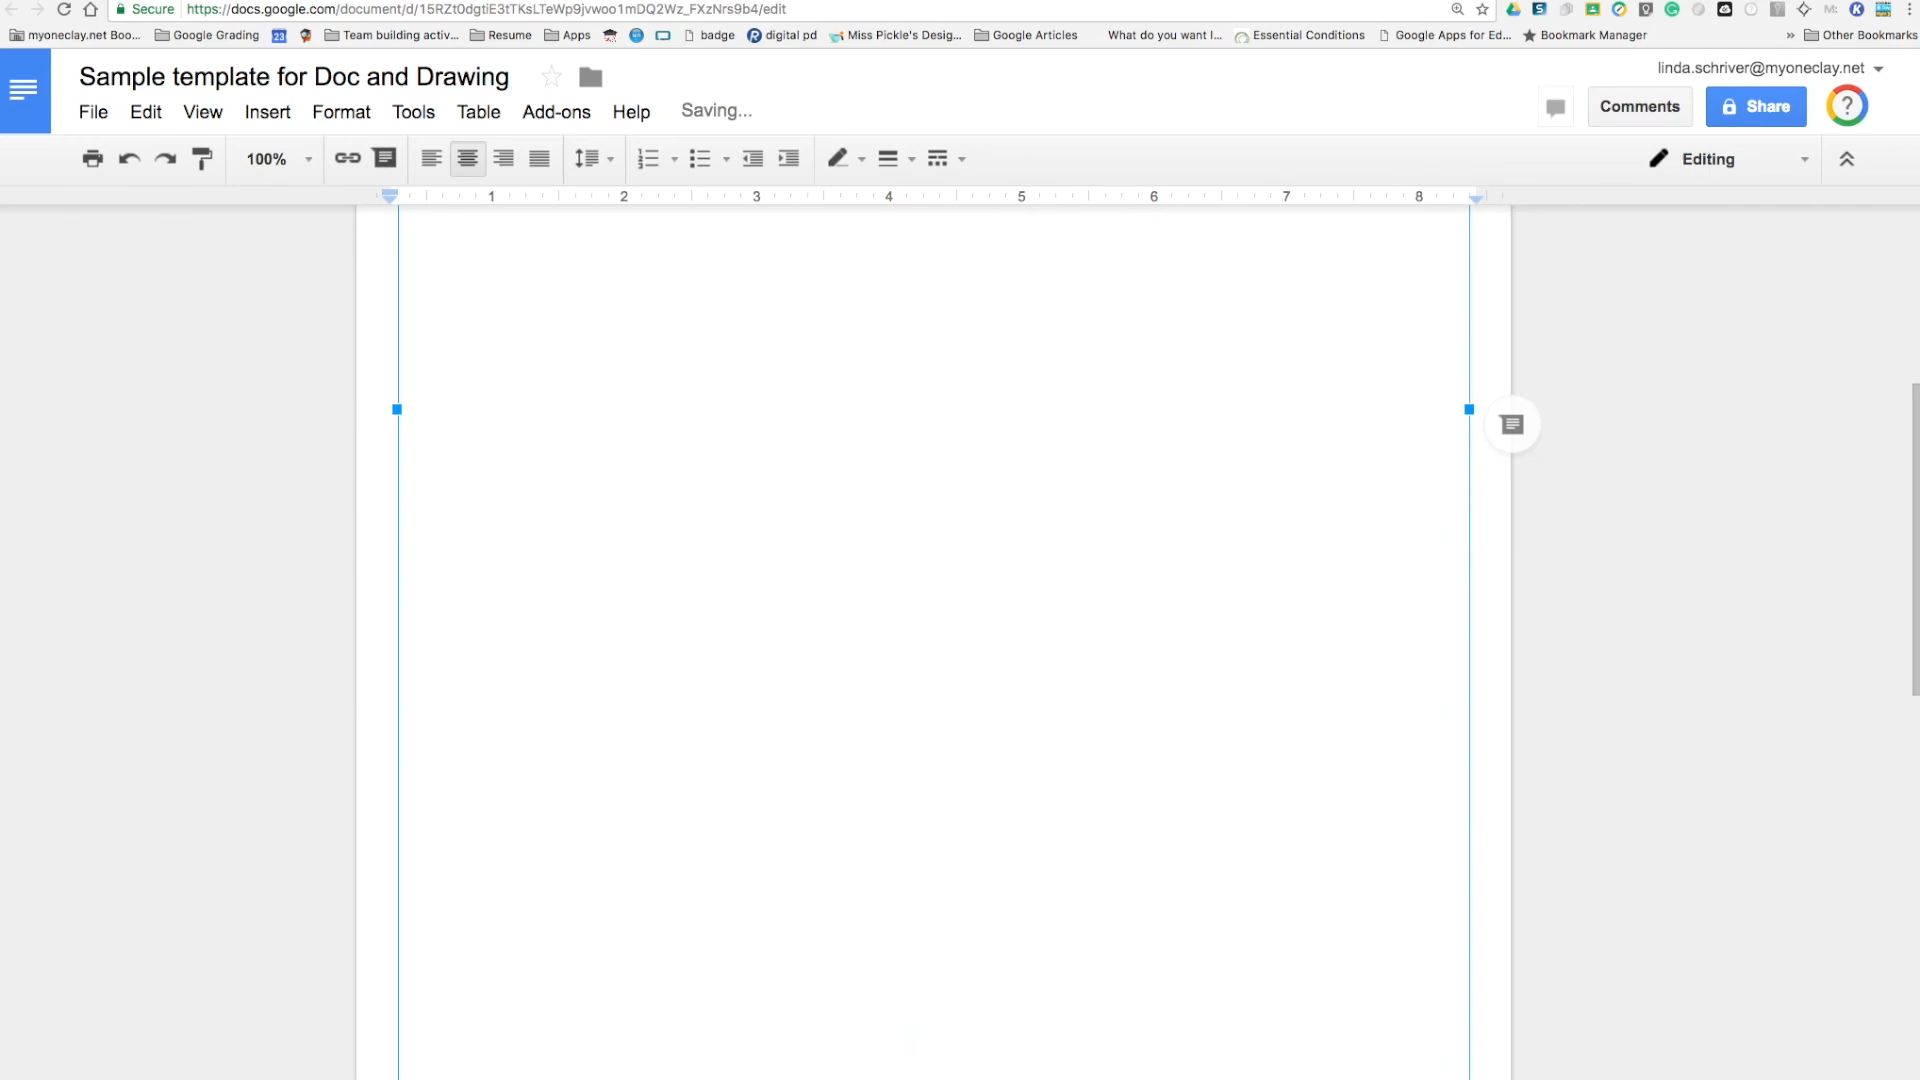 Secure https://docs.google.com/document/d/15RZt0dgtiE3tTKsLTeWp9jvwoo1mDQ2Wz_FXzNrs9b4/edit
myoneclay.net Boo... Google Grading 23 Team building activ... Resume Apps badge digital pd Miss Pickle's Desig... Google Articles What do you want I... Essential Conditions Google Apps for Ed... Bookmark Manager » Other Bookmarks
Sample template for Doc and Drawing
linda.schriver@myoneclay.net
File Edit View Insert Format Tools Table Add-ons Help Saving...
Comments Share
100% Editing
1 2 3 4 5 6 7 8